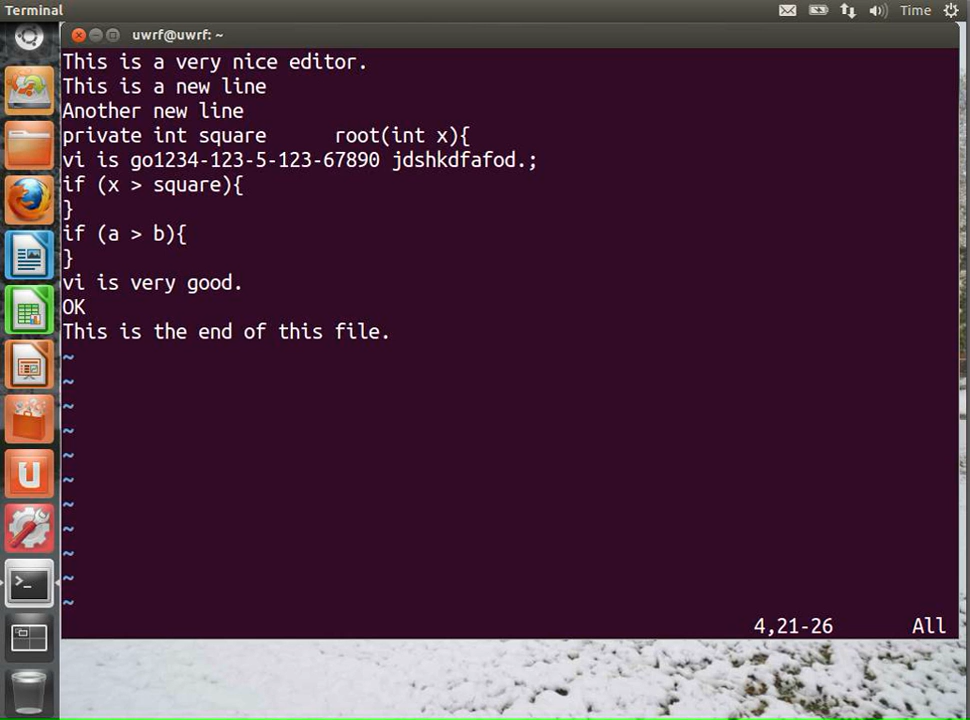 Terminal
Time
uwrf@uwrf: ~
This is a very nice editor.
This is a new line
Another new line
private int square      root(int x){
vi is go1234-123-5-123-67890 jdshkdfafod.;
if (x > square){
}
if (a > b){
}
vi is very good.
OK
This is the end of this file.
~
~
~
~
~
~
~
~
~
~
~
4,21-26
All